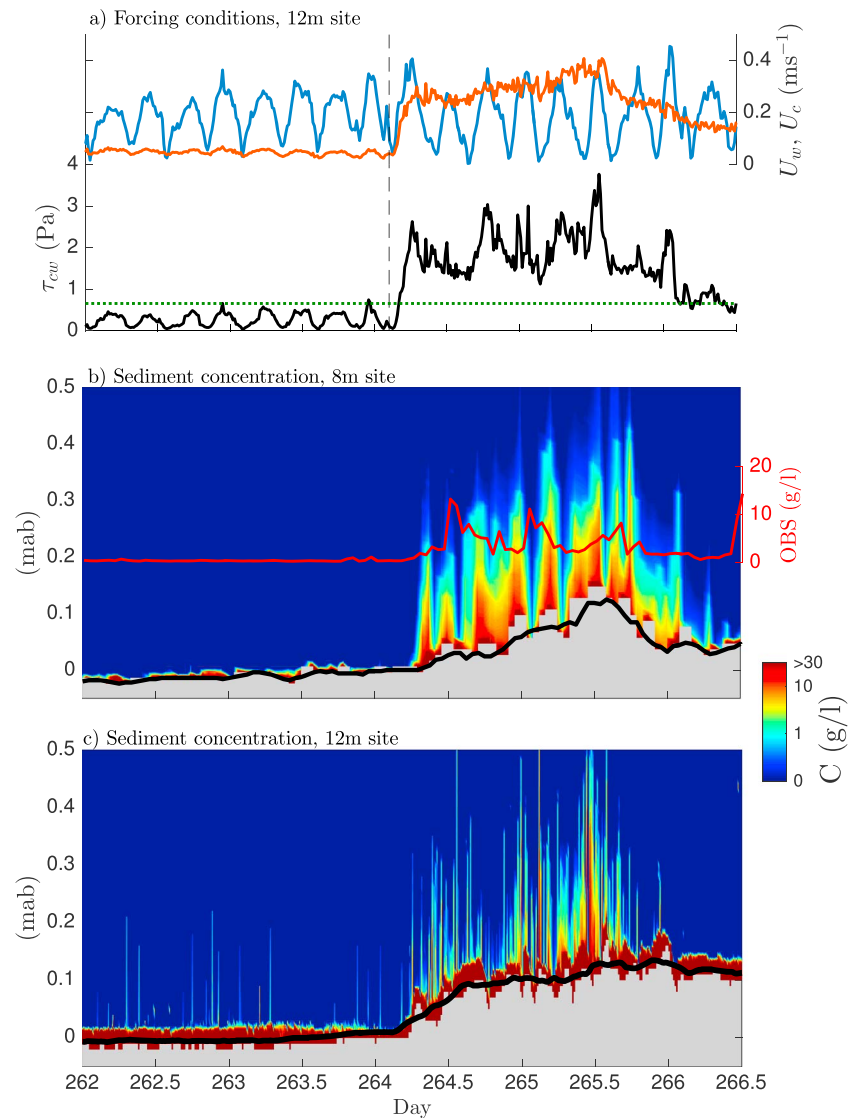 a) Forcing conditions, 12m site
0.4
0.2
0
U_w, U_c (ms⁻¹)
4
3
2
1
0
τ_cw (Pa)
b) Sediment concentration, 8m site
0.5
0.4
0.3
0.2
0.1
0
(mab)
20
10
0
OBS (g/l)
>30
10
1
0
C (g/l)
c) Sediment concentration, 12m site
0.5
0.4
0.3
0.2
0.1
0
(mab)
262 262.5 263 263.5 264 264.5 265 265.5 266 266.5
Day